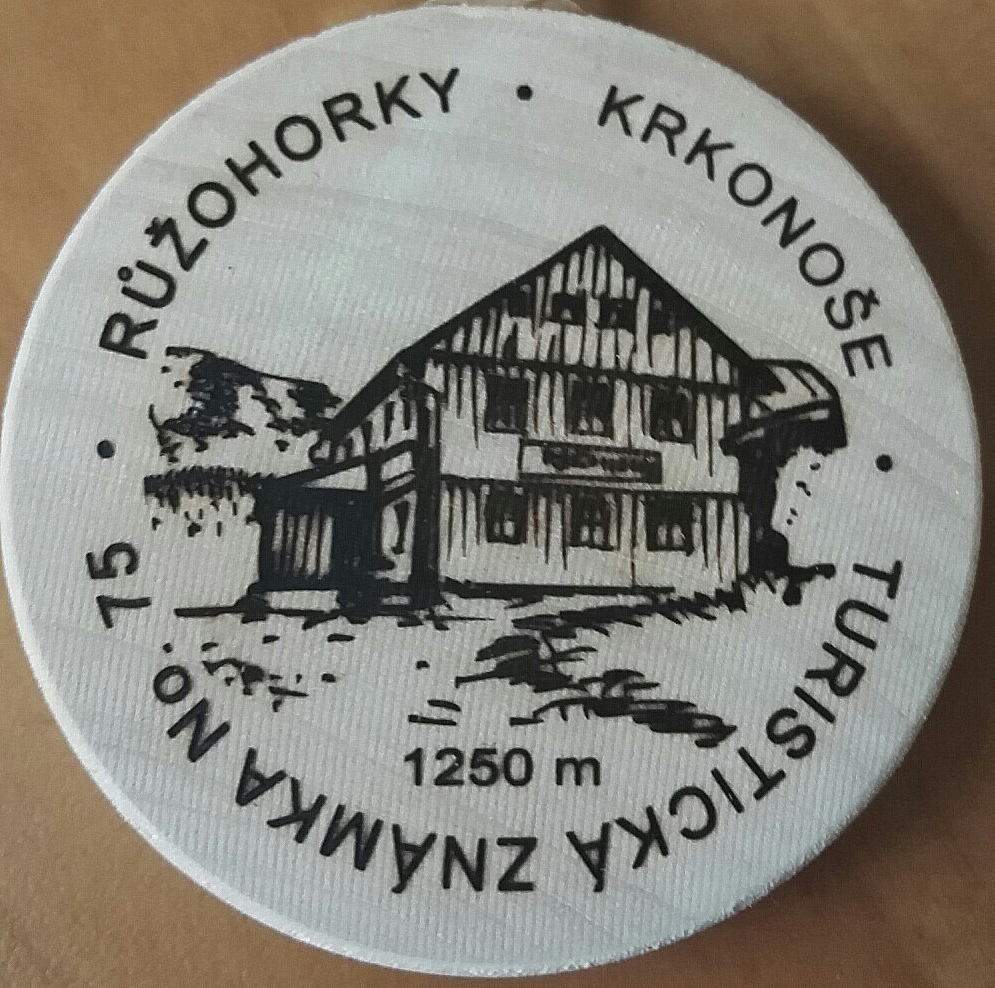 RŮŽOHORKY • KRKONOŠE • TURISTICKÁ ZNÁMKA No. 75 •
1250 m